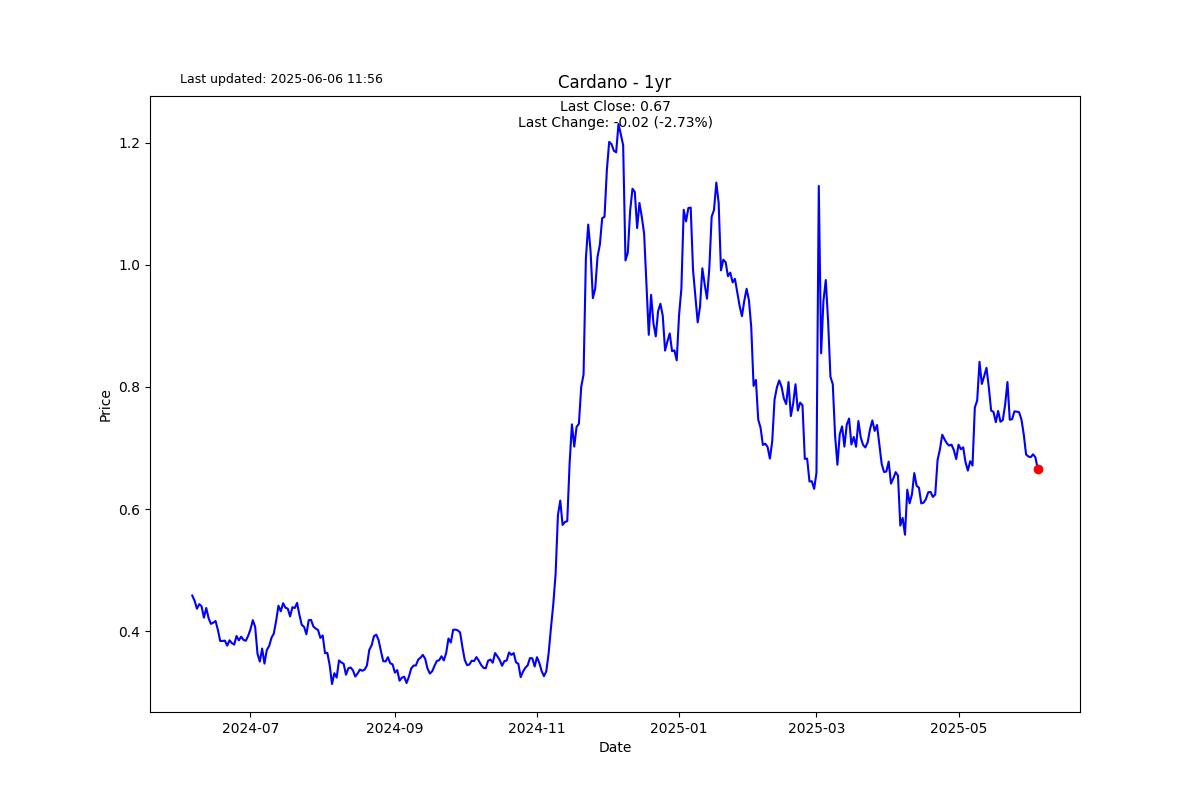 Last updated: 2025-06-06 11:56
Cardano - 1yr
Last Close: 0.67
Last Change: -0.02 (-2.73%)
1.2
1.0
0.8
0.6
0.4
Price
2024-07
2024-09
2024-11
2025-01
2025-03
2025-05
Date